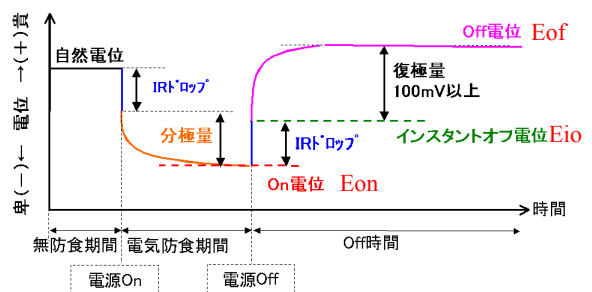 卑(－)← 電位 →(+)貴
自然電位
IRﾄﾞﾛｯﾌﾟ
分極量
Off電位 Eof
復極量
100mV以上
IRﾄﾞﾛｯﾌﾟ
インスタントオフ電位Eio
On電位 Eon
時間
無防食期間
電気防食期間
Off時間
電源On
電源Off